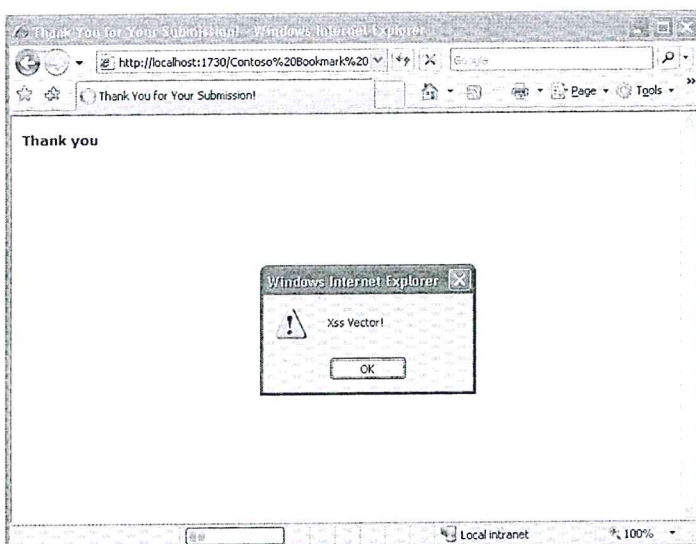 Thank You for Your Submission! - Windows Internet Explorer
http://localhost:1730/Contoso%20Bookmark%20
Google
Thank You for Your Submission!
Page
Tools
»
Thank you
Windows Internet Explorer
Xss Vector!
OK
Local intranet
100%